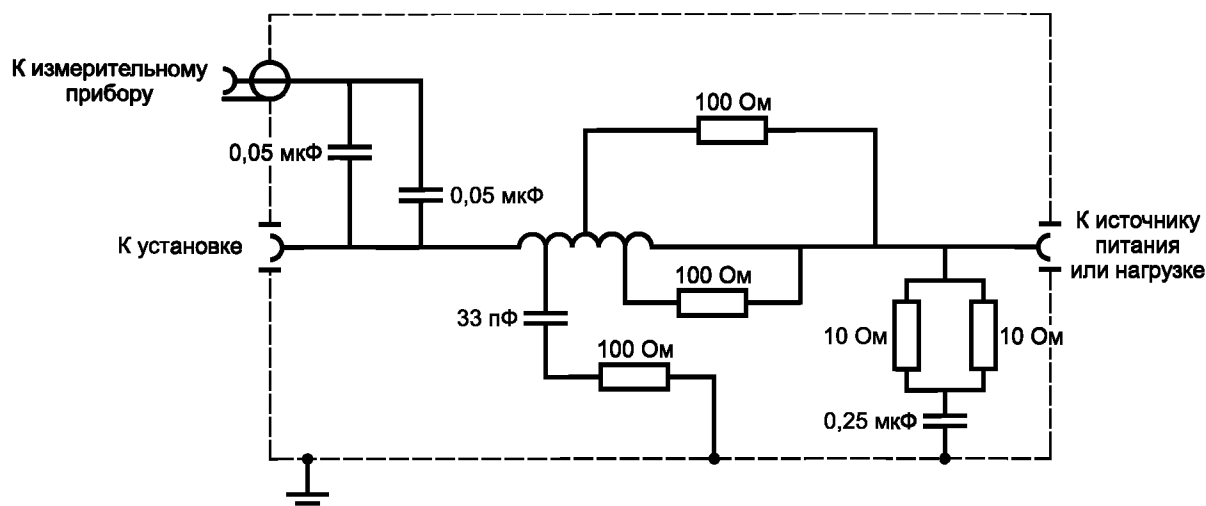 К измерительному
прибору
100 Ом
0,05 мкФ
0,05 мкФ
К установке
К источнику
питания
или нагрузке
100 Ом
33 пФ
100 Ом
10 Ом
10 Ом
0,25 мкФ